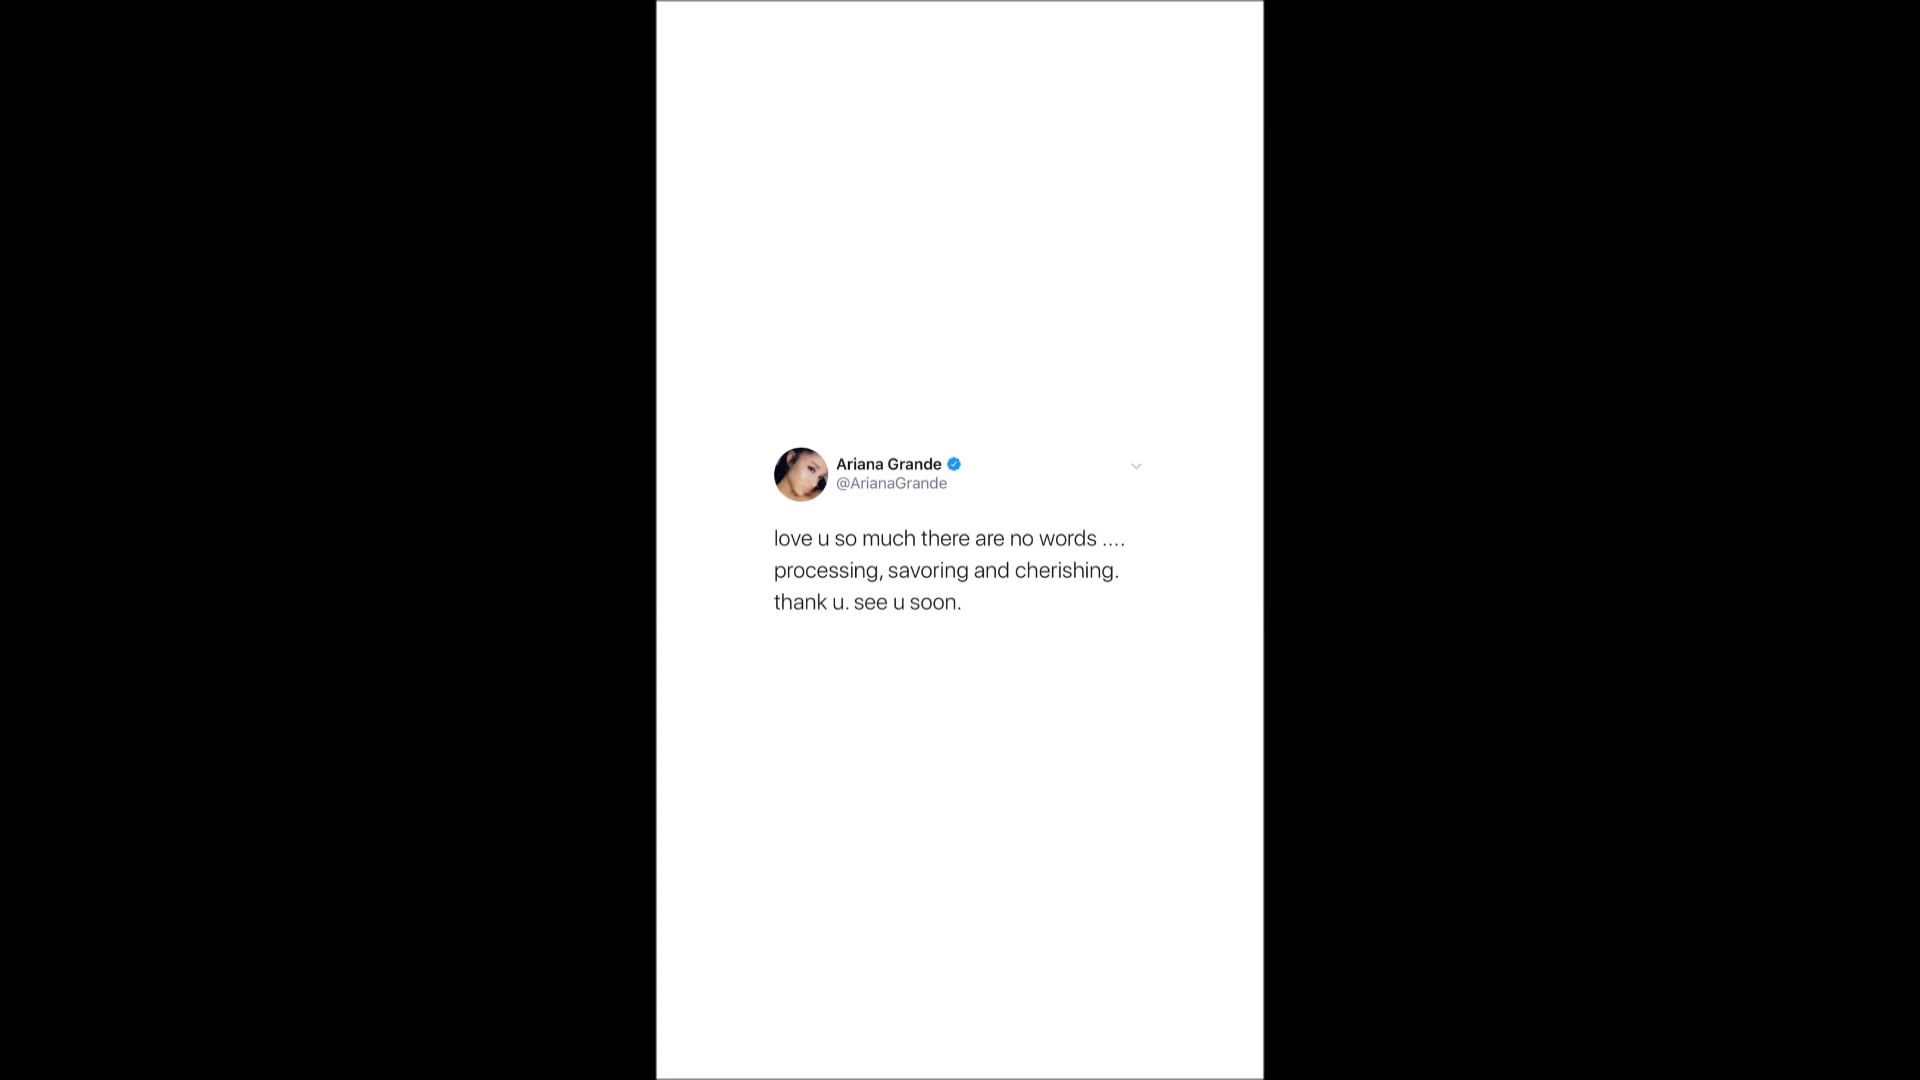 Ariana Grande
@ArianaGrande
love u so much there are no words ....
processing, savoring and cherishing.
thank u. see u soon.